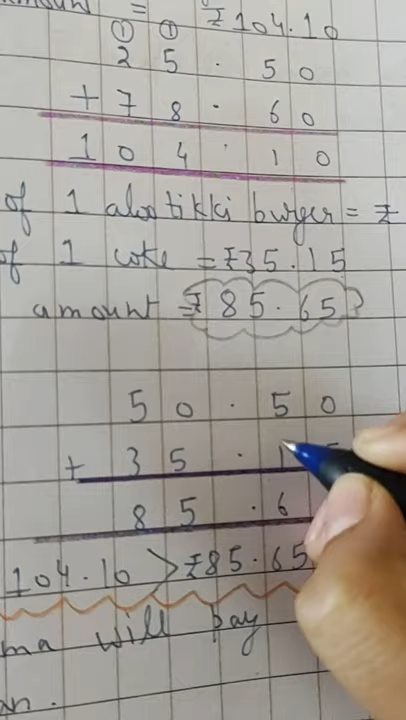 = ₹104.10
① ①
2 5 . 5 0
+ 7 8 . 6 0
1 0 4 . 1 0
of 1 aloo tikki burger = ₹
of 1 coke = ₹35.15
amount = ₹85.65
5 0 . 5 0
+ 3 5 . 1
8 5 . 6
104.10 > ₹85.65
will pay